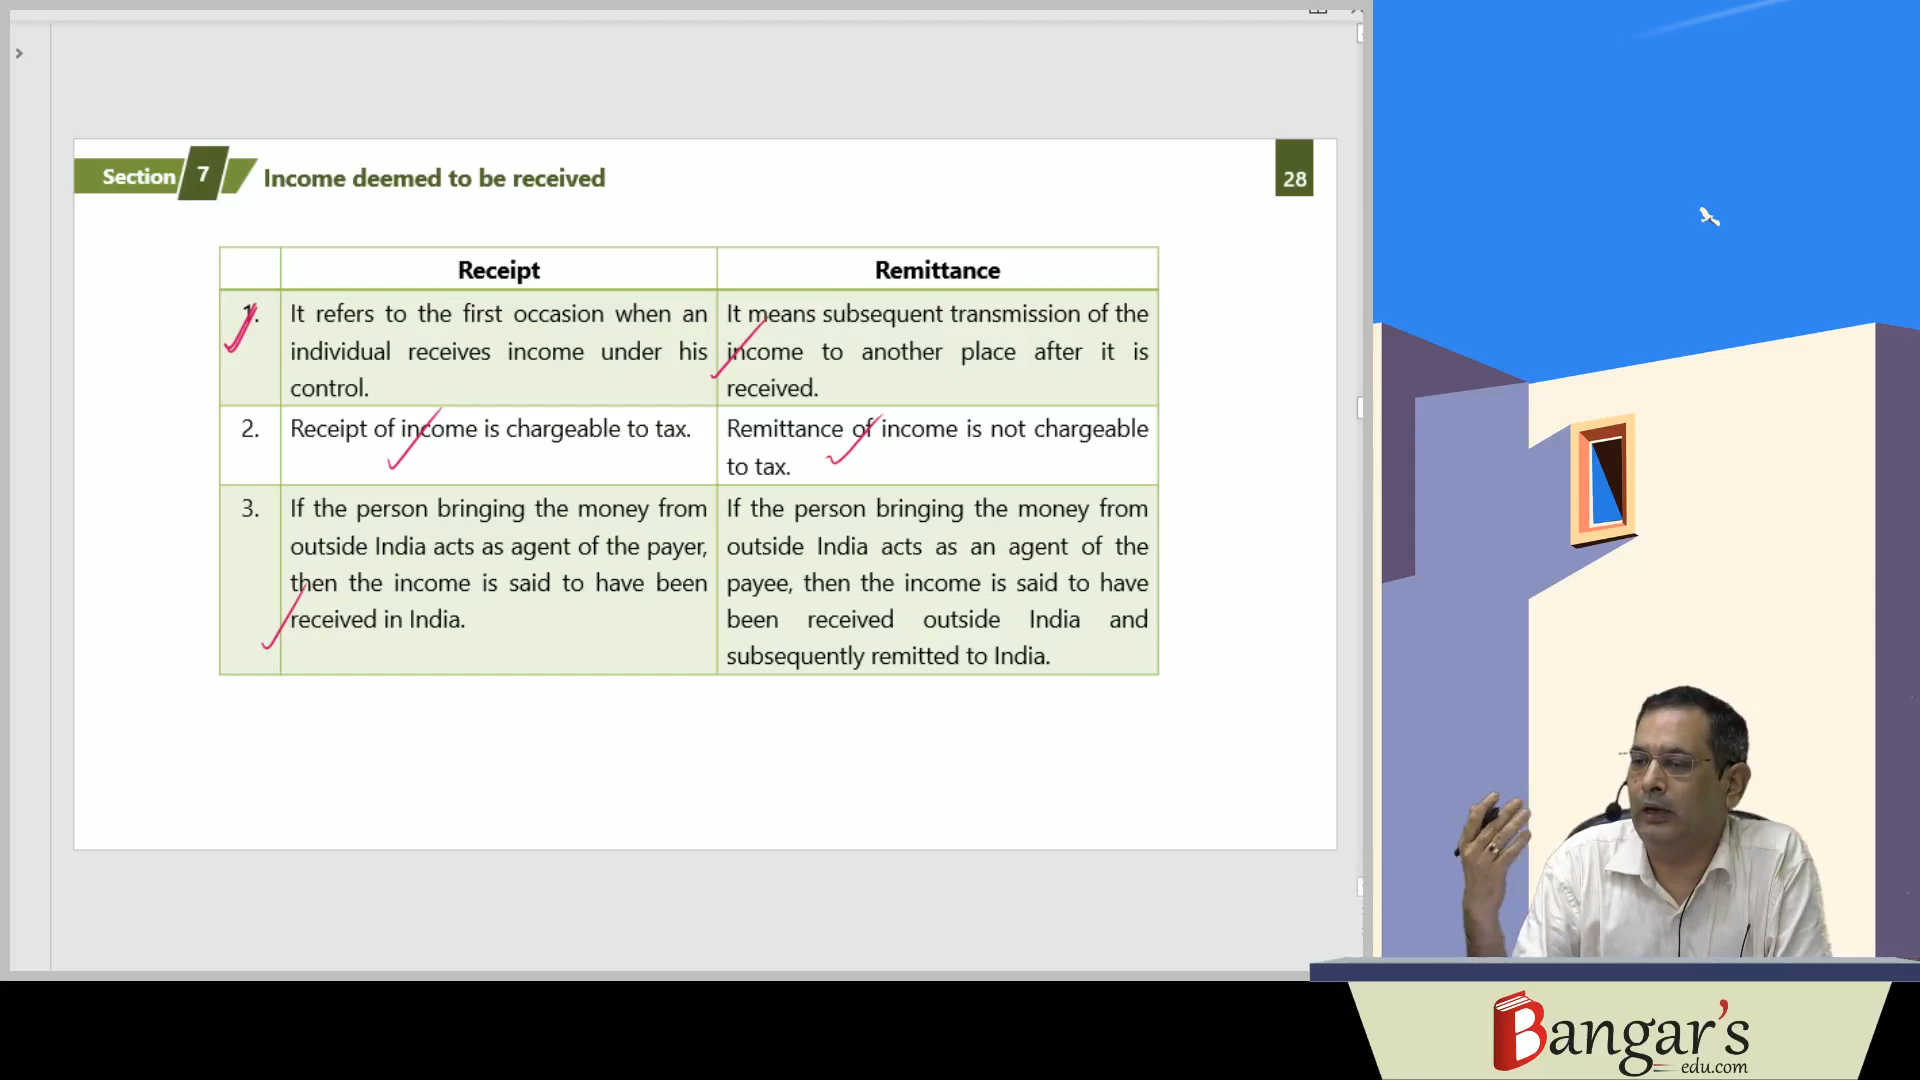 Section 7 Income deemed to be received
28
Receipt
Remittance
1.
It refers to the first occasion when an
individual receives income under his
control.
It means subsequent transmission of the
income to another place after it is
received.
2.
Receipt of income is chargeable to tax.
Remittance of income is not chargeable
to tax.
3.
If the person bringing the money from
outside India acts as agent of the payer,
then the income is said to have been
received in India.
If the person bringing the money from
outside India acts as an agent of the
payee, then the income is said to have
been received outside India and
subsequently remitted to India.
Bangar's
edu.com